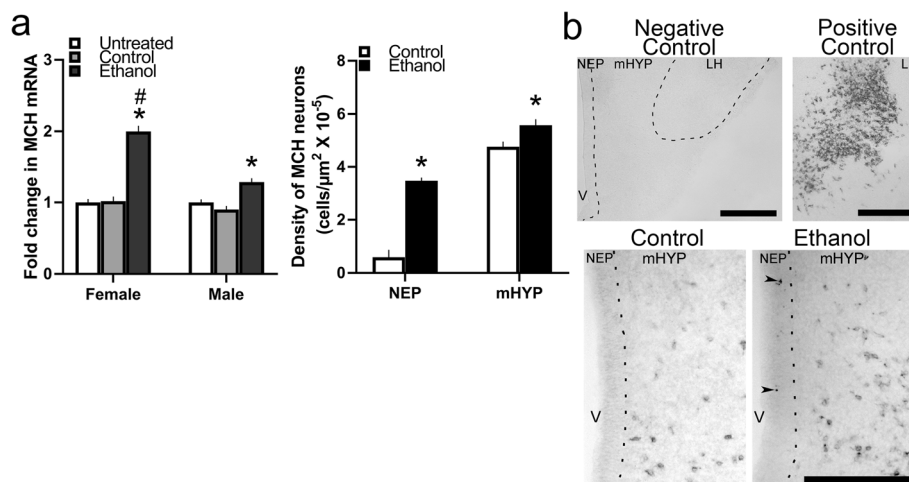 a
Untreated
Control
Ethanol
Fold change in MCH mRNA
3
2
1
0
#
*
*
Female
Male
Control
Ethanol
Density of MCH neurons
(cells/µm² X 10⁻⁵)
8
6
4
2
0
*
*
NEP
mHYP
b
Negative
Control
NEP
mHYP
LH
V
Positive
Control
L
Control
NEP
mHYP
V
Ethanol
NEP
mHYP
V